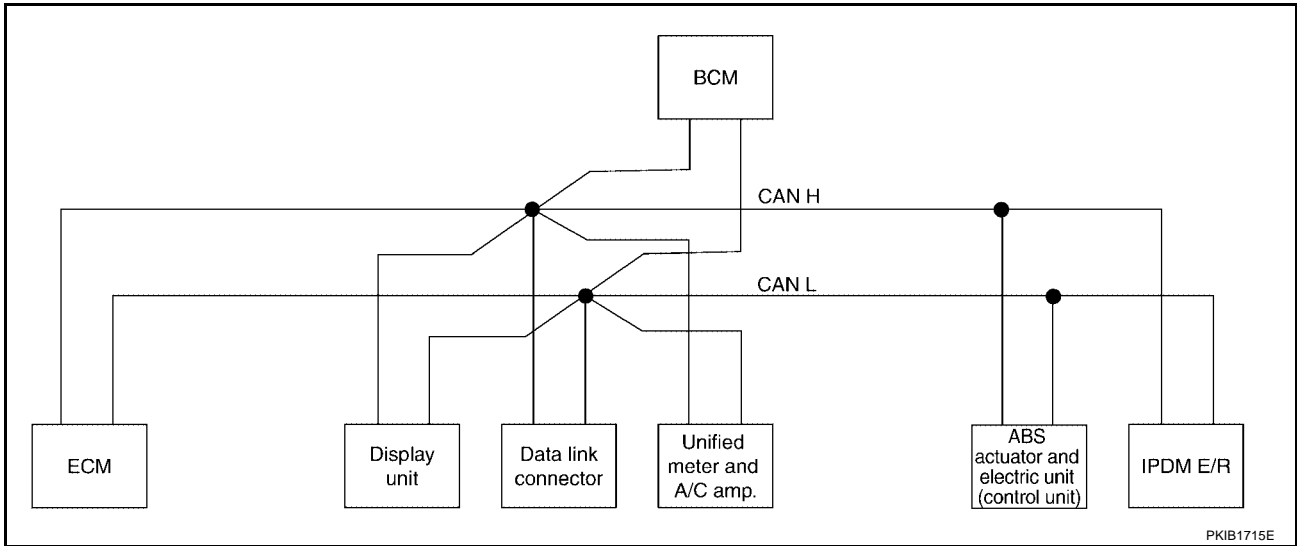 BCM
CAN H
CAN L
ECM
Display
unit
Data link
connector
Unified
meter and
A/C amp.
ABS
actuator and
electric unit
(control unit)
IPDM E/R
PKIB1715E